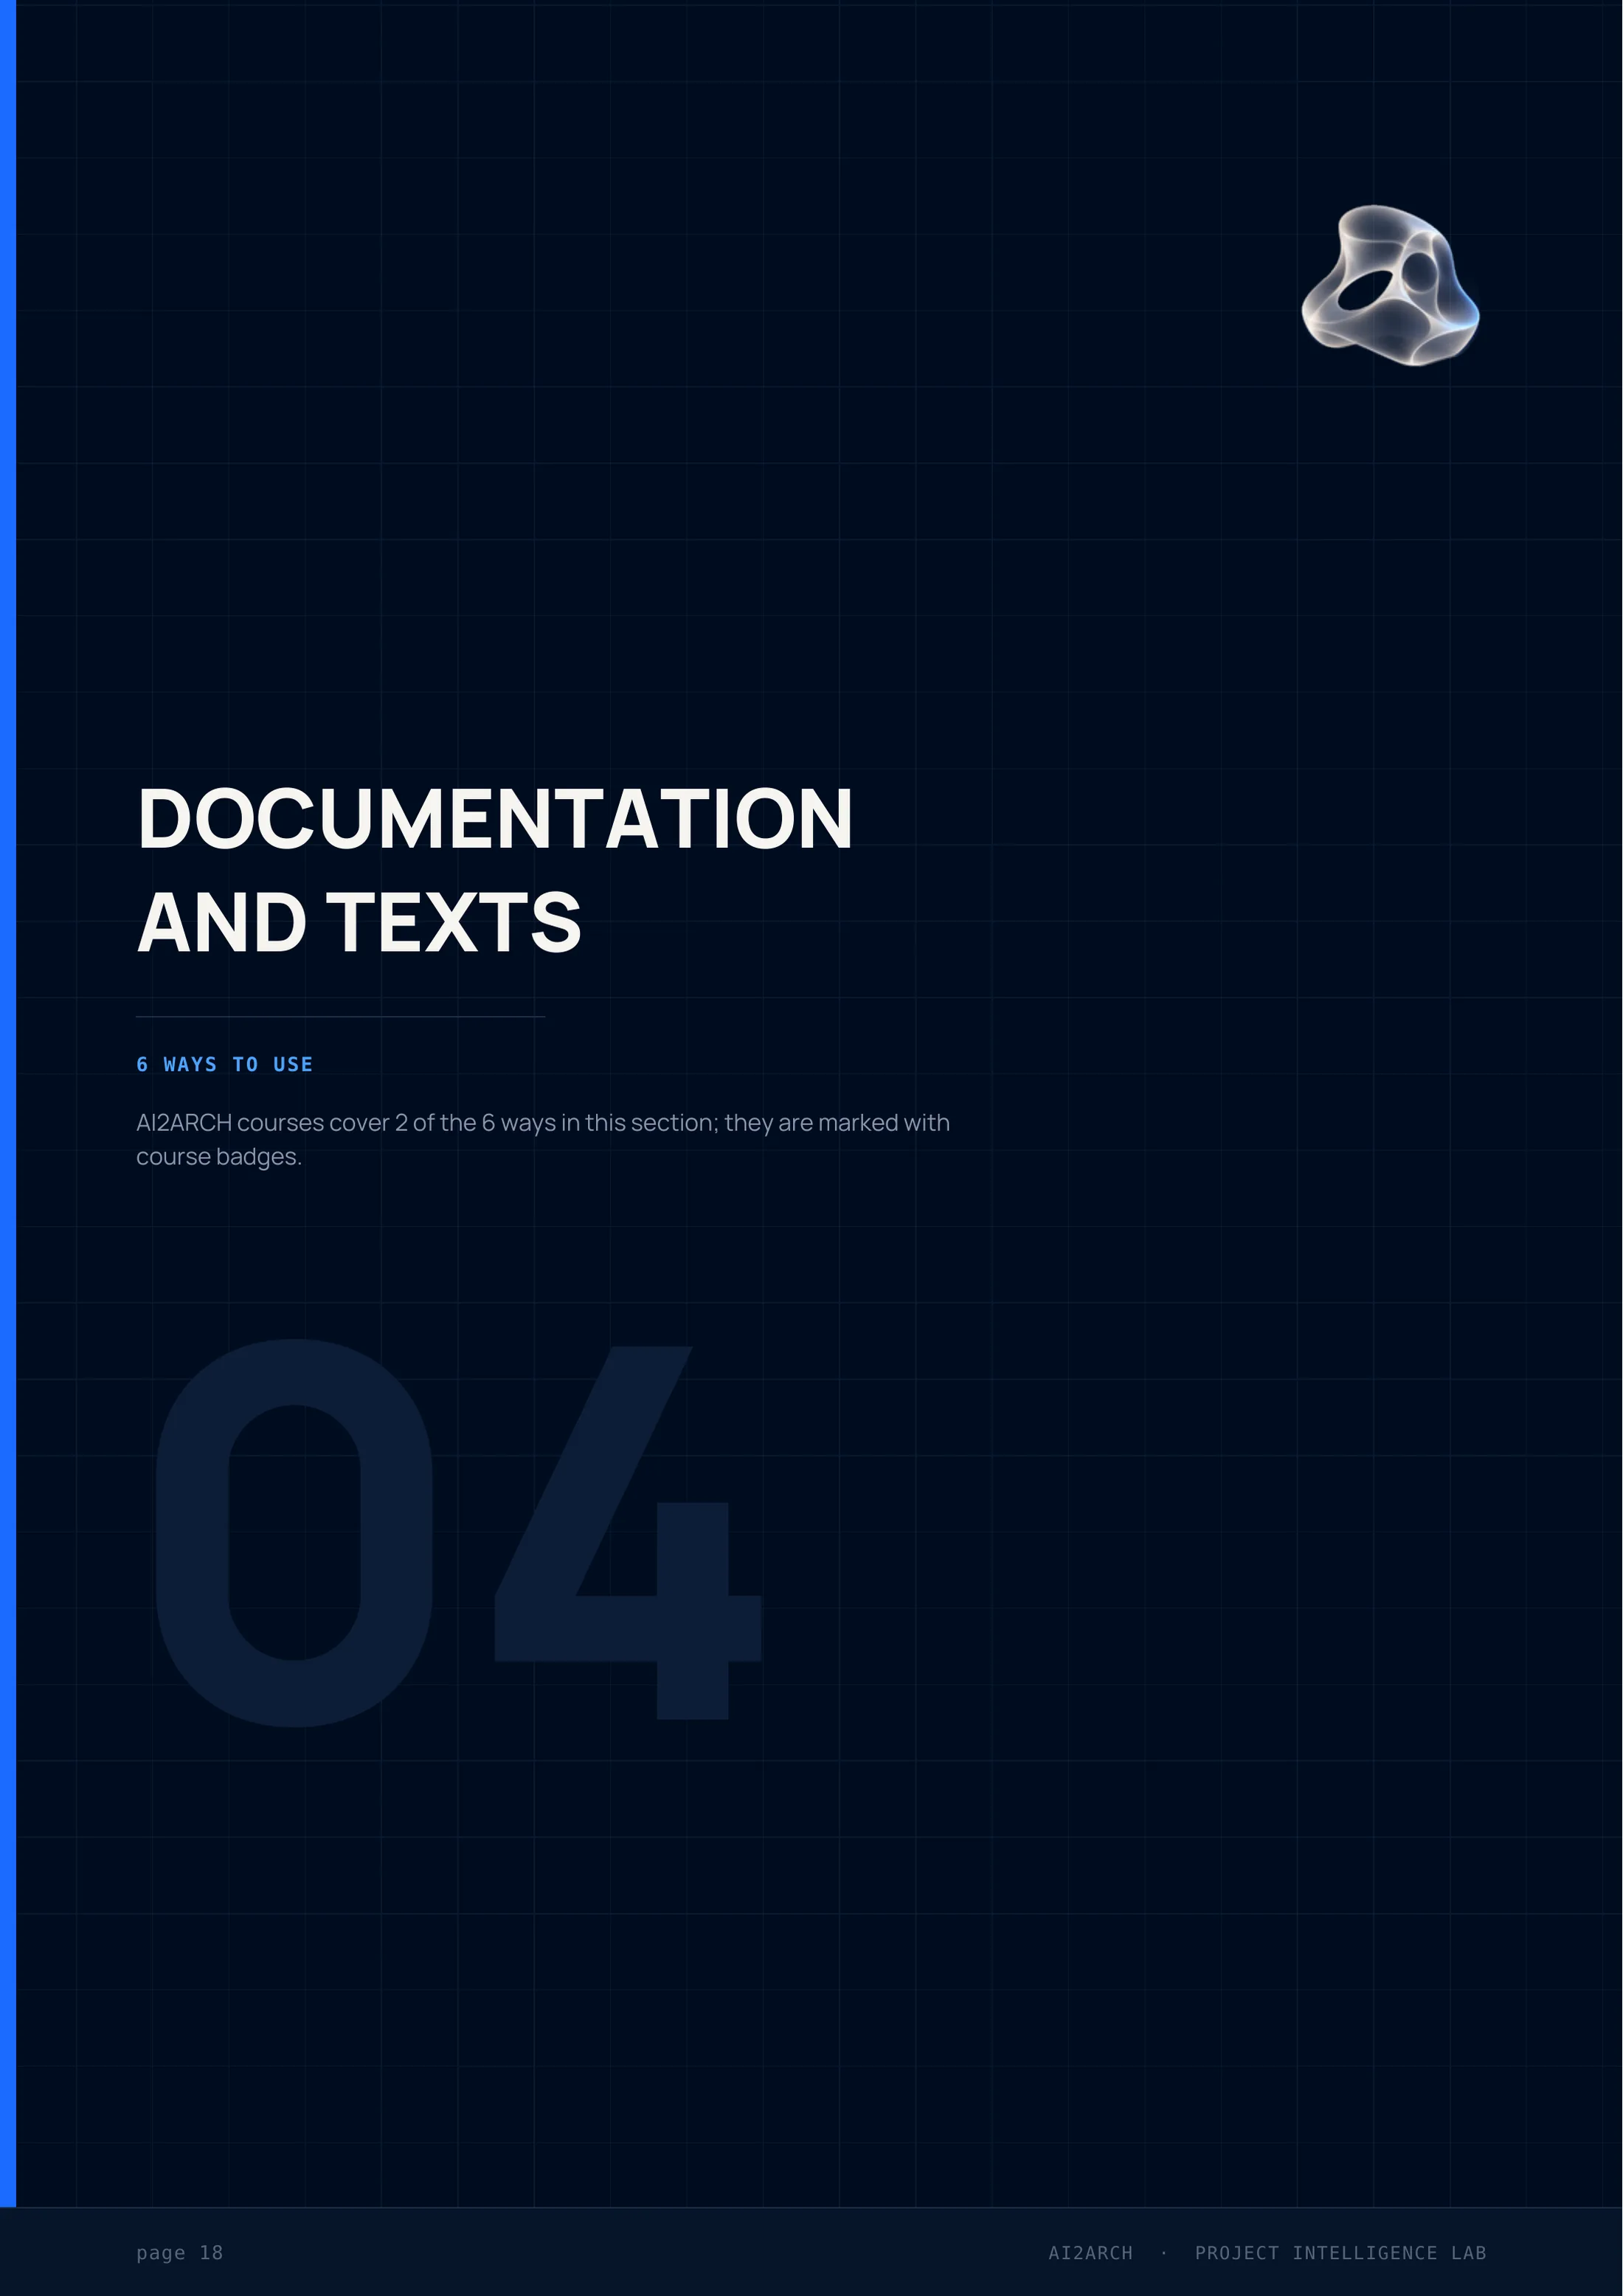 DOCUMENTATION
AND TEXTS
6 WAYS TO USE
AI2ARCH courses cover 2 of the 6 ways in this section; they are marked with
course badges.
04
page 18
AI2ARCH · PROJECT INTELLIGENCE LAB